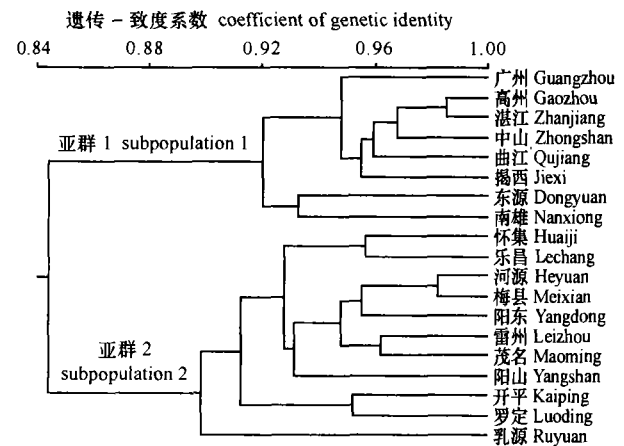 遗传－致度系数 coefficient of genetic identity
0.84 0.88 0.92 0.96 1.00
广州 Guangzhou
高州 Gaozhou
湛江 Zhanjiang
中山 Zhongshan
曲江 Qujiang
揭西 Jiexi
东源 Dongyuan
南雄 Nanxiong
怀集 Huaiji
乐昌 Lechang
河源 Heyuan
梅县 Meixian
阳东 Yangdong
雷州 Leizhou
茂名 Maoming
阳山 Yangshan
开平 Kaiping
罗定 Luoding
乳源 Ruyuan
亚群 1 subpopulation 1
亚群 2
subpopulation 2